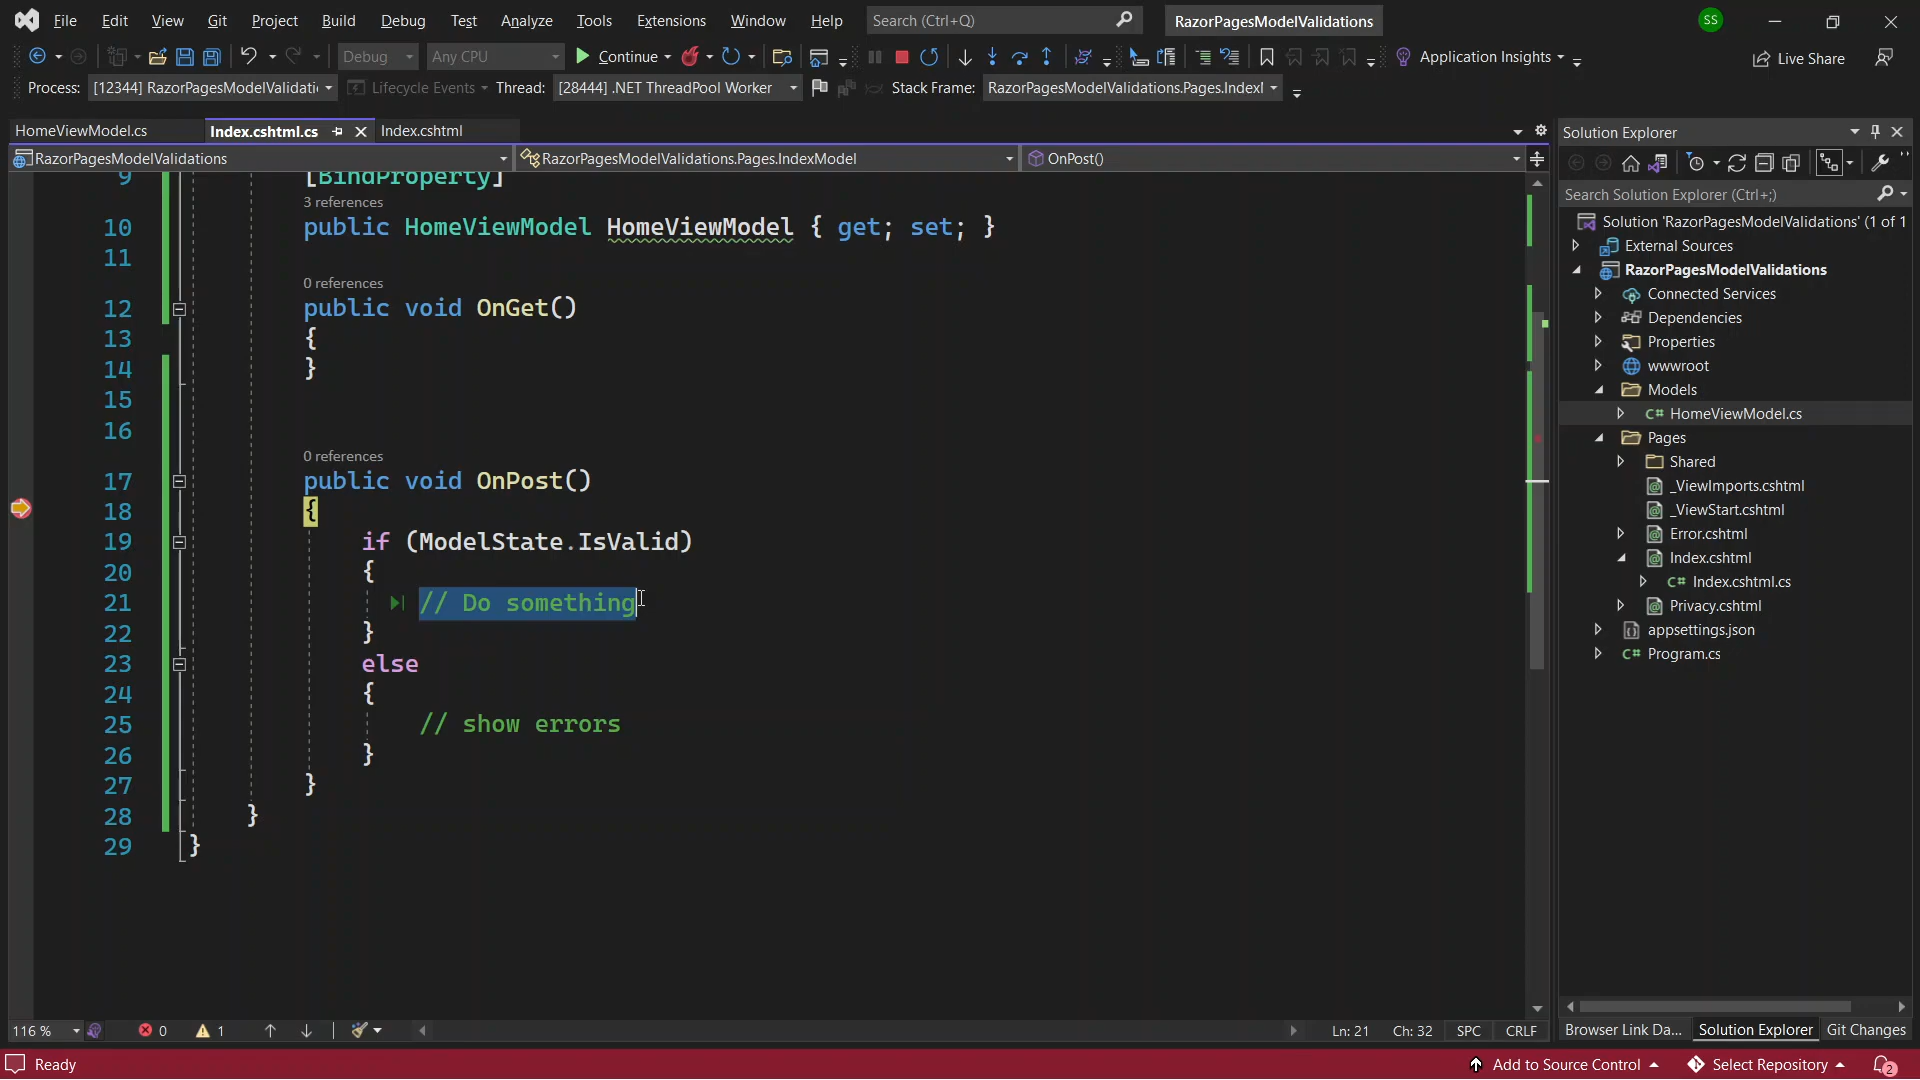 File Edit View Git Project Build Debug Test Analyze Tools Extensions Window Help Search (Ctrl+Q) RazorPagesModelValidations SS
Debug Any CPU Continue Application Insights Live Share
Process: [12344] RazorPagesModelValidati Lifecycle Events Thread: [28444] .NET ThreadPool Worker Stack Frame: RazorPagesModelValidations.Pages.IndexI
HomeViewModel.cs Index.cshtml.cs Index.cshtml
RazorPagesModelValidations RazorPagesModelValidations.Pages.IndexModel OnPost()
9 [BindProperty]
3 references
10 public HomeViewModel HomeViewModel { get; set; }
11
0 references
12 public void OnGet()
13 {
14 }
15
16
0 references
17 public void OnPost()
18 {
19 if (ModelState.IsValid)
20 {
21 // Do something
22 }
23 else
24 {
25 // show errors
26 }
27 }
28 }
29 }
116 % 0 1 Ln: 21 Ch: 32 SPC CRLF
Solution Explorer
Search Solution Explorer (Ctrl+;)
Solution 'RazorPagesModelValidations' (1 of 1
External Sources
RazorPagesModelValidations
Connected Services
Dependencies
Properties
wwwroot
Models
C# HomeViewModel.cs
Pages
Shared
_ViewImports.cshtml
_ViewStart.cshtml
Error.cshtml
Index.cshtml
C# Index.cshtml.cs
Privacy.cshtml
appsettings.json
C# Program.cs
Browser Link Da... Solution Explorer Git Changes
Ready Add to Source Control Select Repository 2